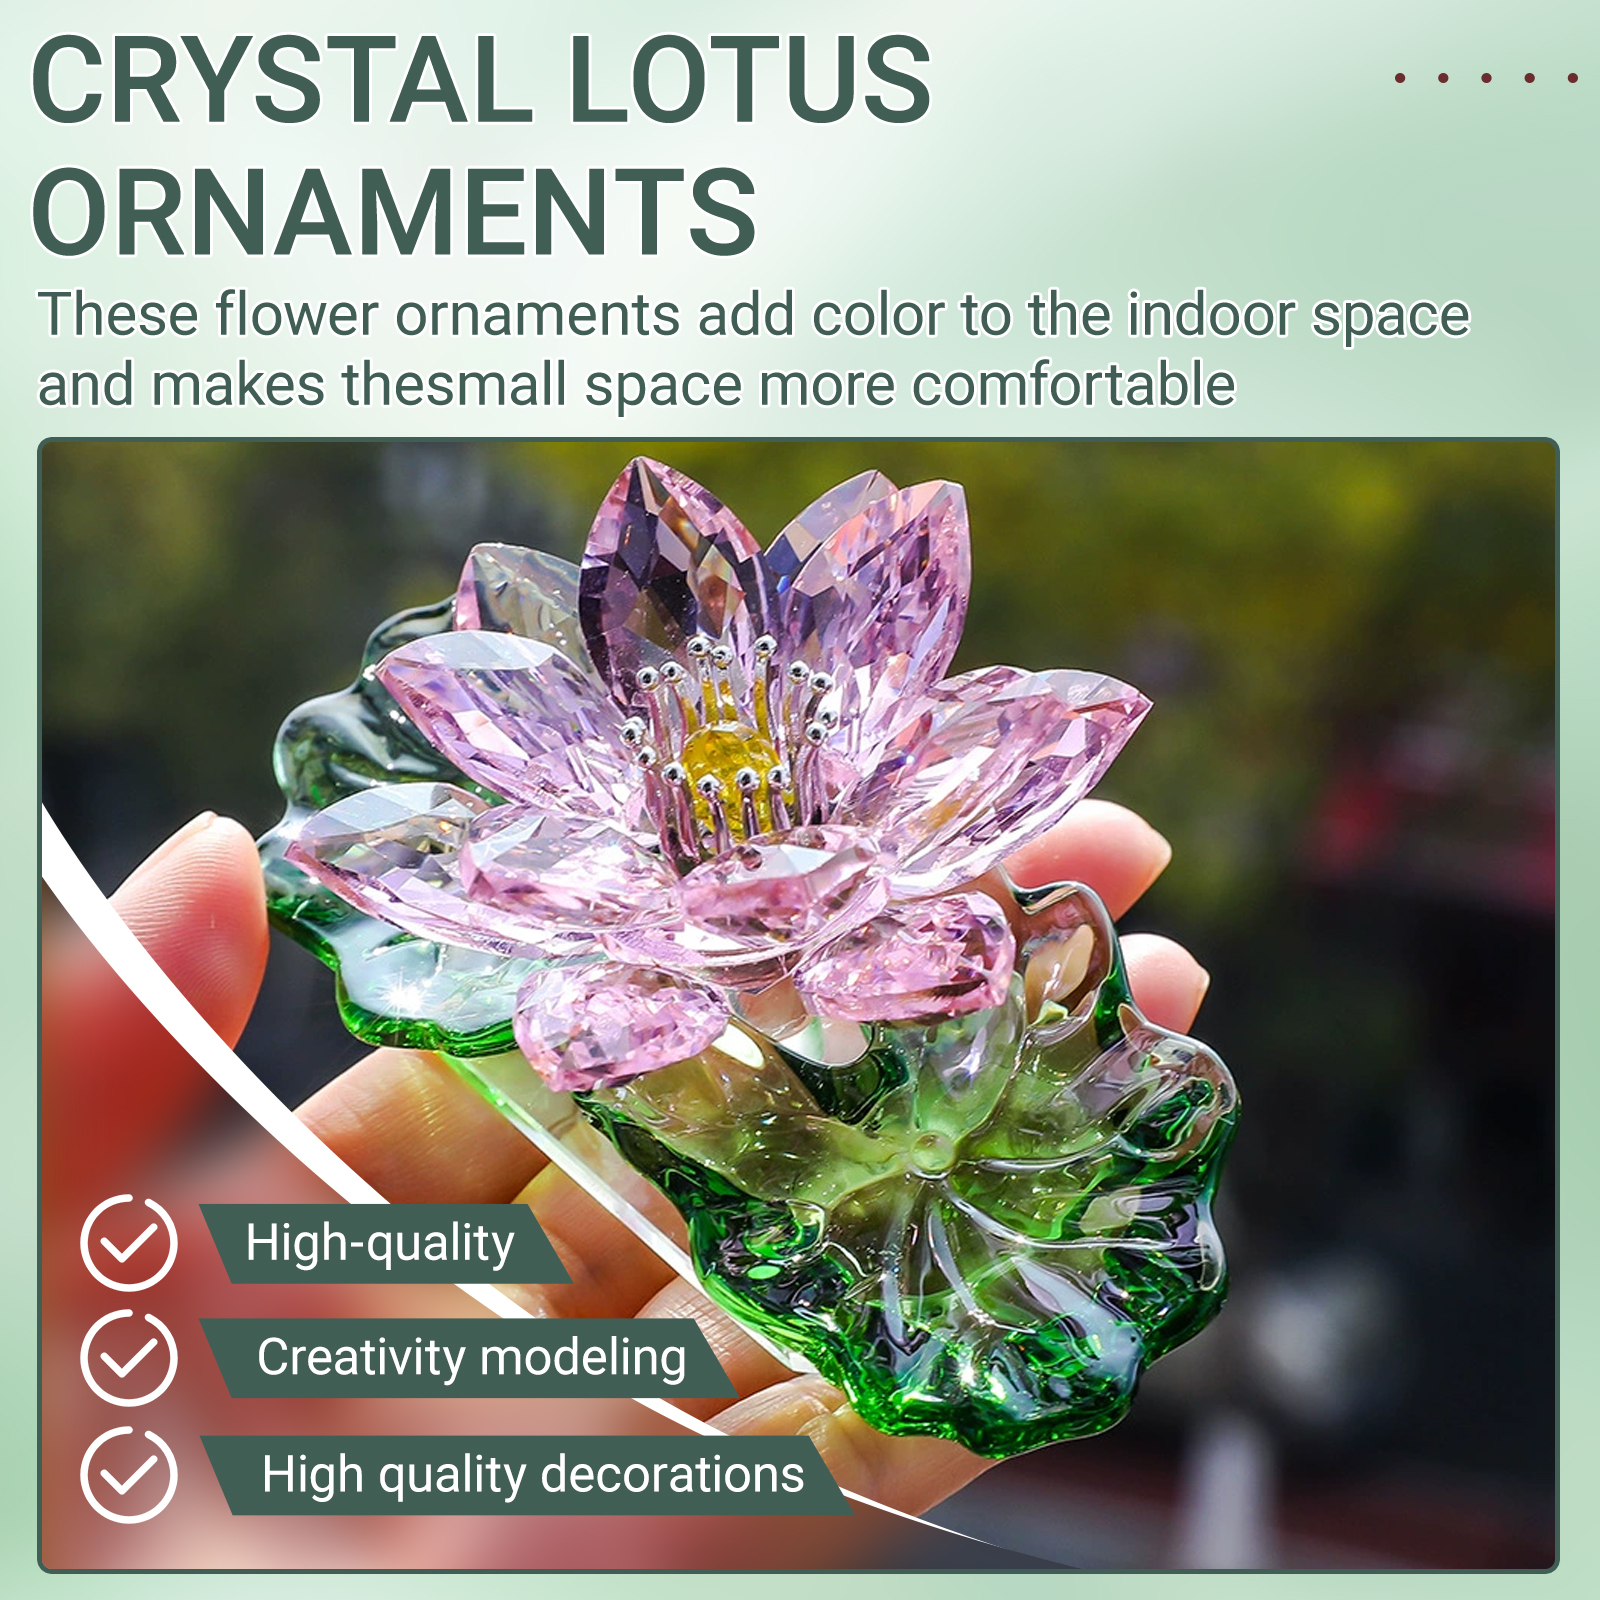 CRYSTAL LOTUS
ORNAMENTS
These flower ornaments add color to the indoor space
and makes thesmall space more comfortable
High-quality
Creativity modeling
High quality decorations